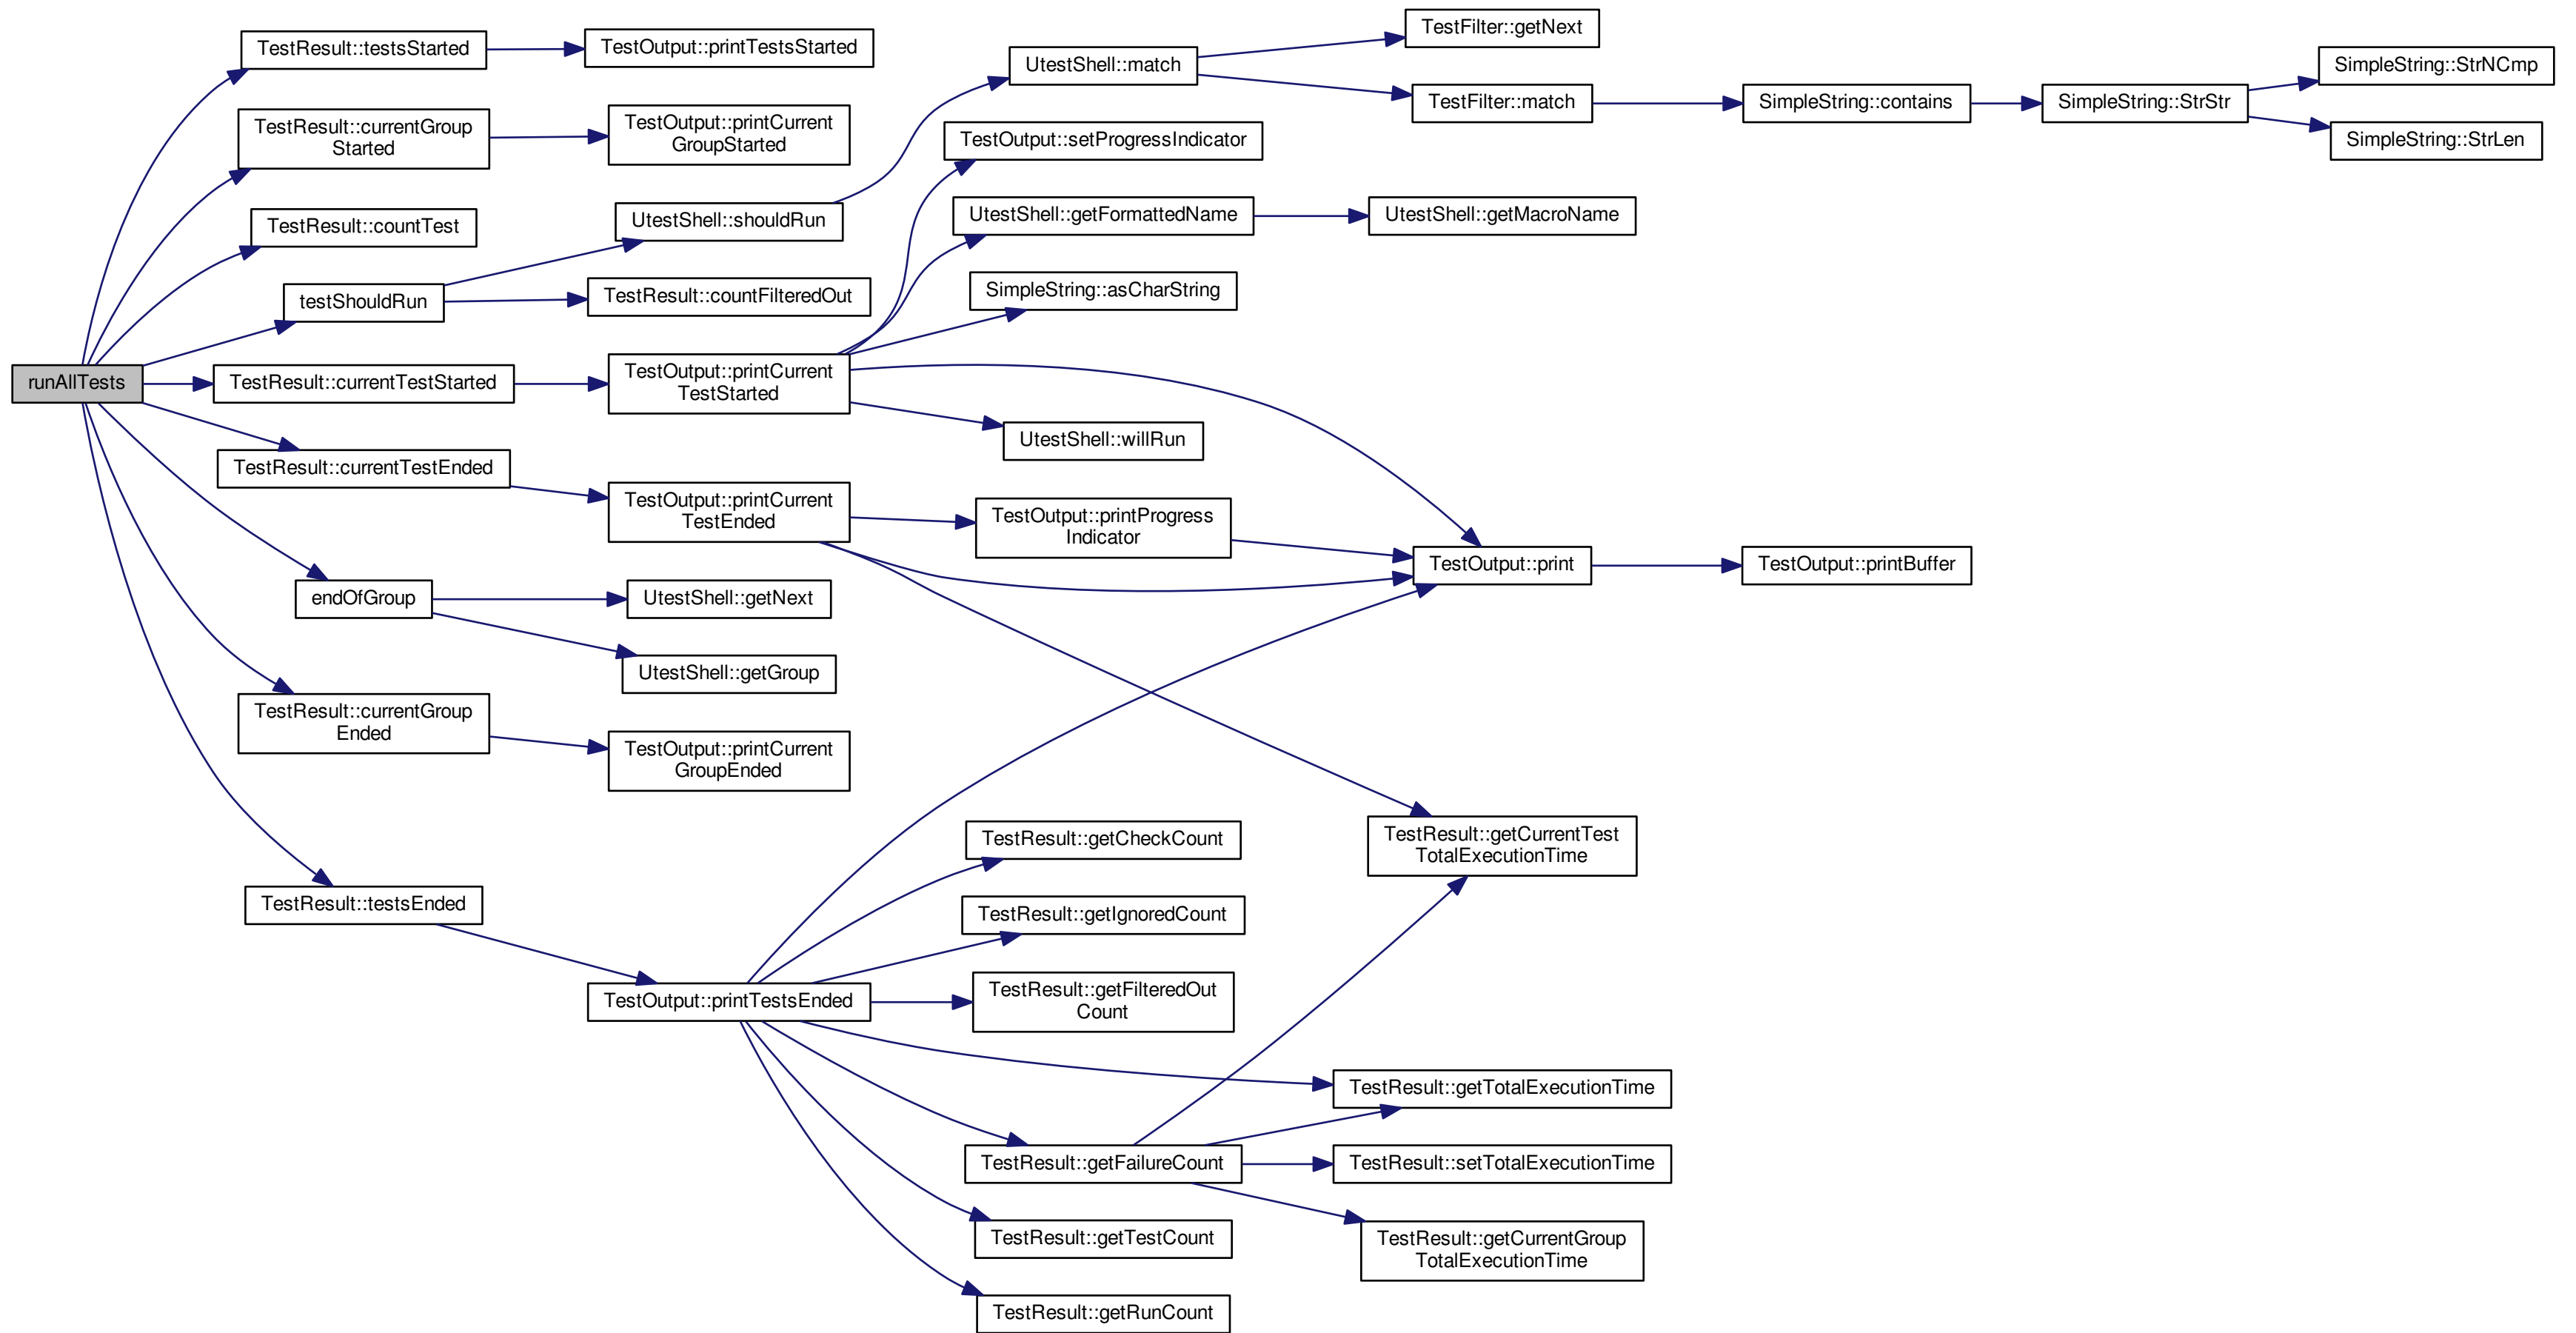 runAllTests
TestResult::testsStarted
TestResult::currentGroup
Started
TestResult::countTest
testShouldRun
TestResult::currentTestStarted
TestResult::currentTestEnded
endOfGroup
TestResult::currentGroup
Ended
TestResult::testsEnded
TestOutput::printTestsStarted
TestOutput::printCurrent
GroupStarted
UtestShell::shouldRun
TestResult::countFilteredOut
TestOutput::printCurrent
TestStarted
TestOutput::printCurrent
TestEnded
UtestShell::getNext
UtestShell::getGroup
TestOutput::printCurrent
GroupEnded
TestOutput::printTestsEnded
UtestShell::match
TestOutput::setProgressIndicator
UtestShell::getFormattedName
SimpleString::asCharString
UtestShell::willRun
TestOutput::printProgress
Indicator
TestResult::getCheckCount
TestResult::getIgnoredCount
TestResult::getFilteredOut
Count
TestResult::getFailureCount
TestResult::getTestCount
TestResult::getRunCount
TestFilter::getNext
TestFilter::match
UtestShell::getMacroName
TestOutput::print
TestResult::getCurrentTest
TotalExecutionTime
TestResult::getTotalExecutionTime
TestResult::setTotalExecutionTime
TestResult::getCurrentGroup
TotalExecutionTime
SimpleString::contains
TestOutput::printBuffer
SimpleString::StrStr
SimpleString::StrNCmp
SimpleString::StrLen